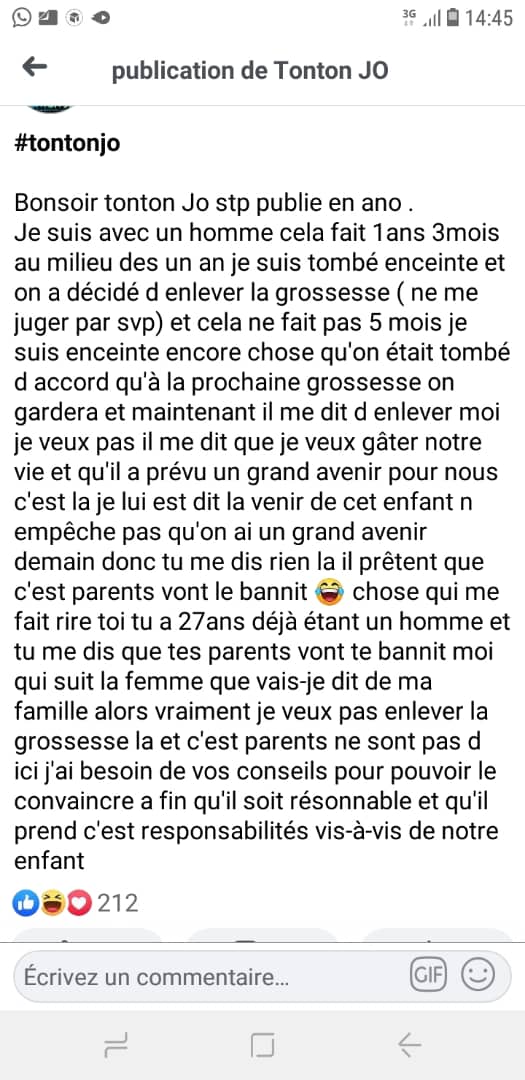 3G 14:45
publication de Tonton JO
#tontonjo
Bonsoir tonton Jo stp publie en ano .
Je suis avec un homme cela fait 1ans 3mois
au milieu des un an je suis tombé enceinte et
on a décidé d enlever la grossesse ( ne me
juger par svp) et cela ne fait pas 5 mois je
suis enceinte encore chose qu'on était tombé
d accord qu'à la prochaine grossesse on
gardera et maintenant il me dit d enlever moi
je veux pas il me dit que je veux gâter notre
vie et qu'il a prévu un grand avenir pour nous
c'est la je lui est dit la venir de cet enfant n
empêche pas qu'on ai un grand avenir
demain donc tu me dis rien la il prêtent que
c'est parents vont le bannit 😂 chose qui me
fait rire toi tu a 27ans déjà étant un homme et
tu me dis que tes parents vont te bannit moi
qui suit la femme que vais-je dit de ma
famille alors vraiment je veux pas enlever la
grossesse la et c'est parents ne sont pas d
ici j'ai besoin de vos conseils pour pouvoir le
convaincre a fin qu'il soit résonnable et qu'il
prend c'est responsabilités vis-à-vis de notre
enfant
212
Écrivez un commentaire... GIF